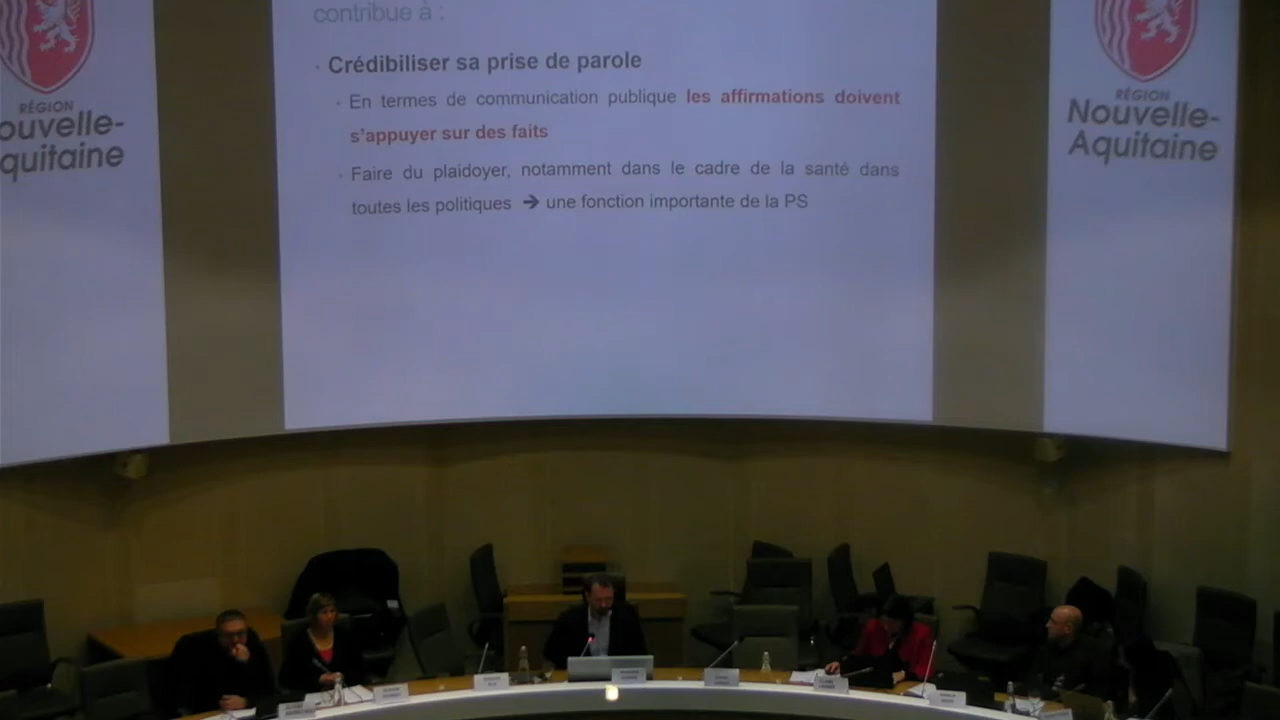 contribue à :
Crédibiliser sa prise de parole
En termes de communication publique les affirmations doivent
s'appuyer sur des faits
Faire du plaidoyer, notamment dans le cadre de la santé dans
toutes les politiques ➔ une fonction importante de la PS
RÉGION
ouvelle-
quitaine
RÉGION
Nouvelle-
Aquitaine